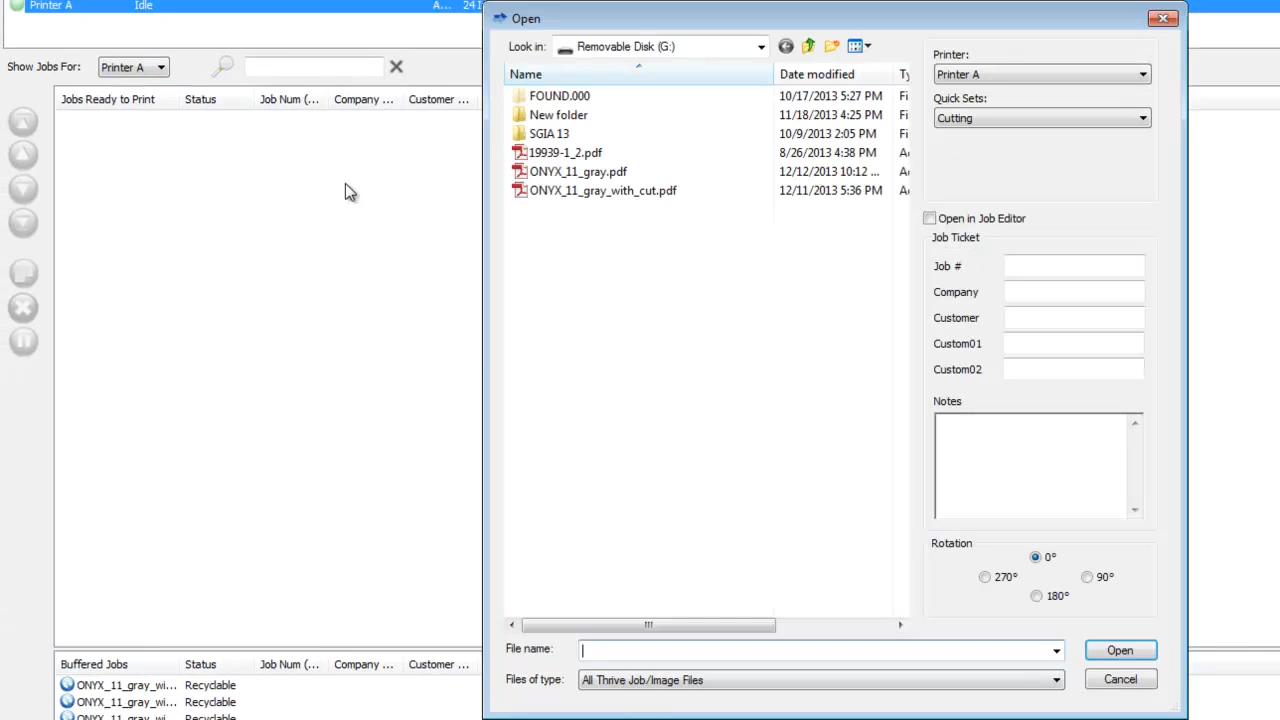 Printer A Idle A... 24 I
Show Jobs For: Printer A
Jobs Ready to Print Status Job Num (... Company ... Customer ...
Buffered Jobs Status Job Num (... Company ... Customer ...
ONYX_11_gray_wi... Recyclable
ONYX_11_gray_wi... Recyclable
ONYX_11_gray_wi... Recyclable
Open
Look in: Removable Disk (G:)
Name Date modified Ty
FOUND.000 10/17/2013 5:27 PM Fi
New folder 11/18/2013 4:25 PM Fi
SGIA 13 10/9/2013 2:05 PM Fi
19939-1_2.pdf 8/26/2013 4:38 PM Ac
ONYX_11_gray.pdf 12/12/2013 10:12 ... Ac
ONYX_11_gray_with_cut.pdf 12/11/2013 5:36 PM Ac
File name: Open
Files of type: All Thrive Job/Image Files Cancel
Printer:
Printer A
Quick Sets:
Cutting
Open in Job Editor
Job Ticket
Job #
Company
Customer
Custom01
Custom02
Notes
Rotation
0°
270° 90°
180°